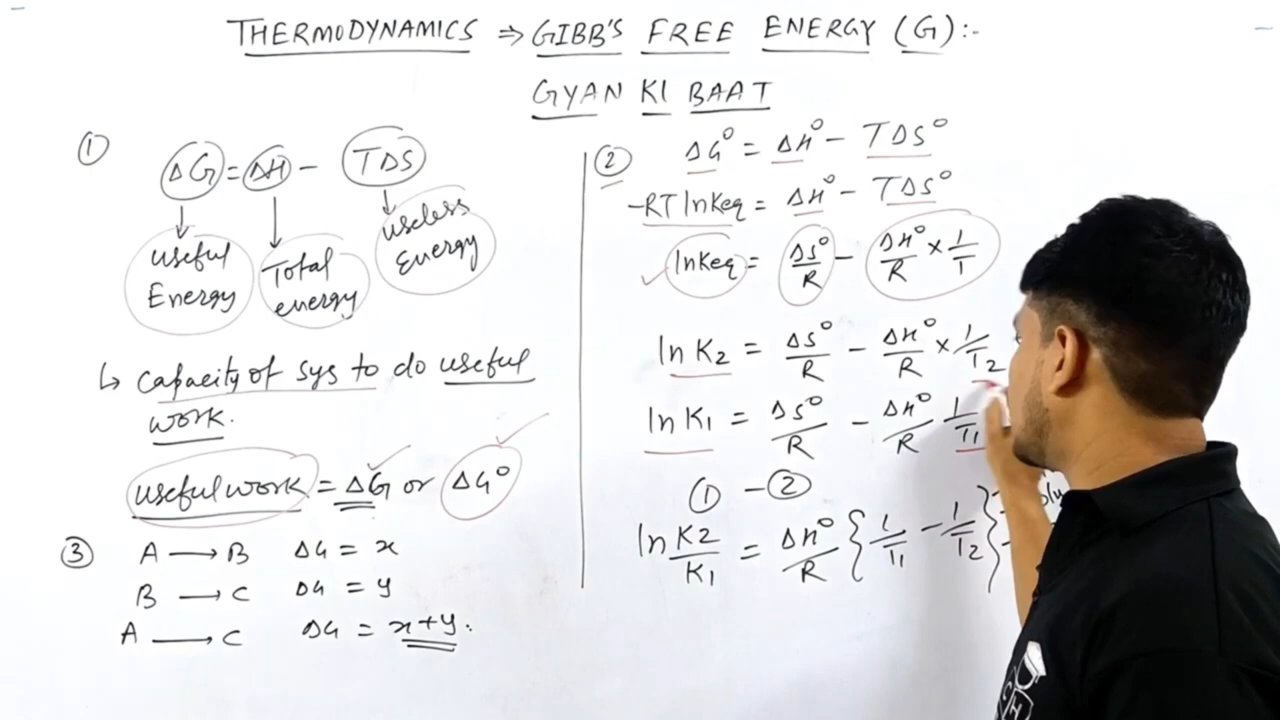 THERMODYNAMICS ⇒ GIBB'S FREE ENERGY (G):-
GYAN KI BAAT
①
ΔG = ΔH - TΔS
useful Energy
Total energy
useless Energy
↳ capacity of sys to do useful
work.
useful work = ΔG or ΔG°
③ A ⟶ B ΔG = x
B ⟶ C ΔG = y
A ⟶ C ΔG = x+y.
② ΔG° = ΔH° - TΔS°
-RT lnKeq = ΔH° - TΔS°
✓ lnKeq = ΔS°/R - ΔH°/R × 1/T
ln K2 = ΔS°/R - ΔH°/R × 1/T2
ln K1 = ΔS°/R - ΔH°/R 1/T1
① - ②
ln K2/K1 = ΔH°/R {1/T1 - 1/T2}